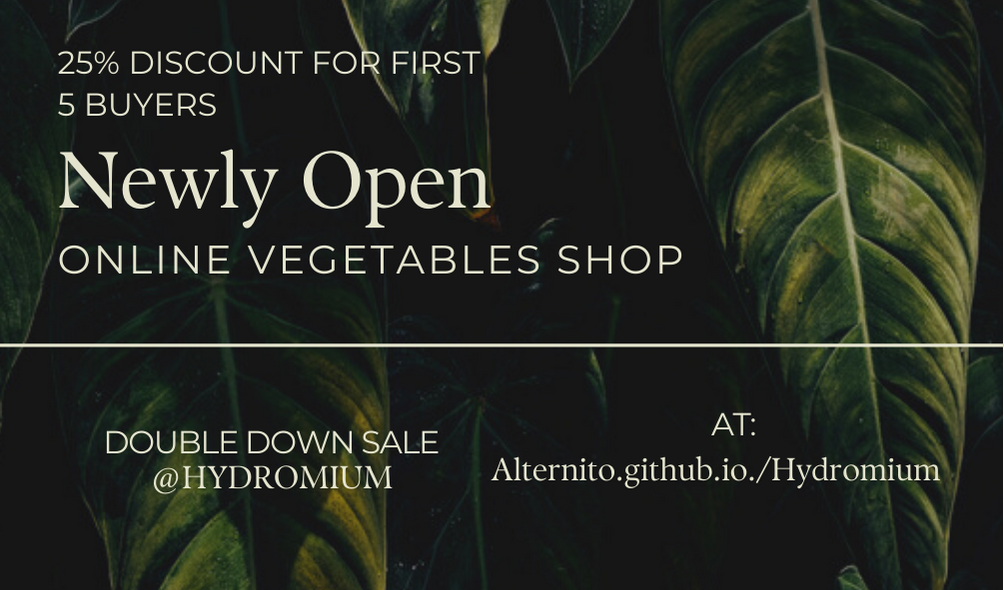 25% DISCOUNT FOR FIRST
5 BUYERS
Newly Open
ONLINE VEGETABLES SHOP
DOUBLE DOWN SALE
@HYDROMIUM
AT:
Alternito.github.io./Hydromium